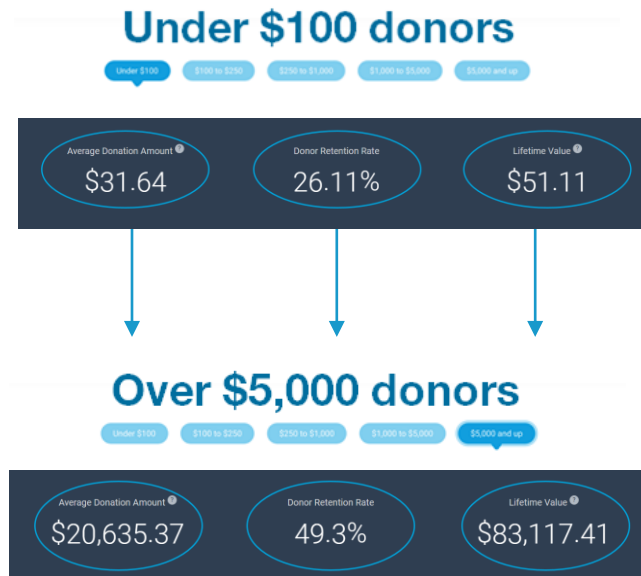 Under $100 donors
Under $100 $100 to $250 $250 to $1,000 $1,000 to $5,000 $5,000 and up
Average Donation Amount ? Donor Retention Rate Lifetime Value ?
$31.64 26.11% $51.11
Over $5,000 donors
Under $100 $100 to $250 $250 to $1,000 $1,000 to $5,000 $5,000 and up
Average Donation Amount ? Donor Retention Rate Lifetime Value ?
$20,635.37 49.3% $83,117.41